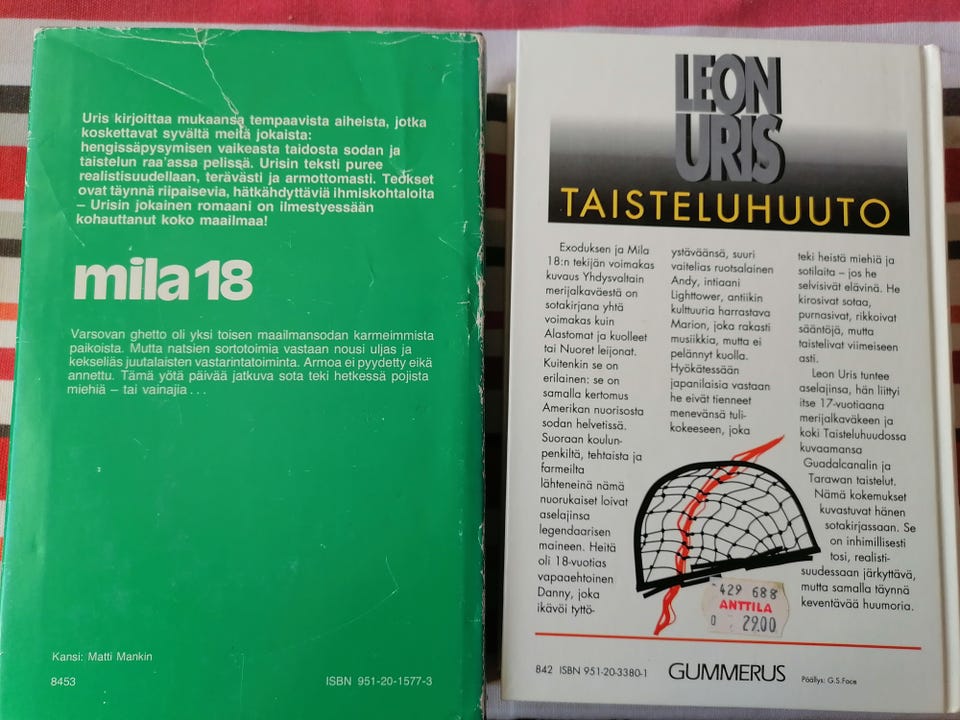 Uris kirjoittaa mukaansa tempaavista aiheista, jotka
koskettavat syvältä meitä jokaista:
hengissäpysymisen vaikeasta taidosta sodan ja
taistelun raa'assa pelissä. Urisin teksti puree
realistisuudellaan, terävästi ja armottomasti. Teokset
ovat täynnä riipaisevia, hätkähdyttäviä ihmiskohtaloita
– Urisin jokainen romaani on ilmestyessään
kohauttanut koko maailmaa!
mila 18
Varsovan ghetto oli yksi toisen maailmansodan karmeimmista
paikoista. Mutta natsien sortotoimia vastaan nousi uljas ja
kekseliäs juutalaisten vastarintatoiminta. Armoa ei pyydetty eikä
annettu. Tämä yötä päivää jatkuva sota teki hetkessä pojista
miehiä – tai vainajia . . .
Kansi: Matti Mankin
8453
ISBN 951-20-1577-3
LEON
URIS
TAISTELUHUUTO
Exoduksen ja Mila
18:n tekijän voimakas
kuvaus Yhdysvaltain
merijalkaväestä on
sotakirjana yhtä
voimakas kuin
Alastomat ja kuolleet
tai Nuoret leijonat.
Kuitenkin se on
erilainen: se on
samalla kertomus
Amerikan nuorisosta
sodan helvetissä.
Suoraan koulun-
penkiltä, tehtaista ja
farmeilta
lähteneinä nämä
nuorukaiset loivat
aselajinsa
legendaarisen
maineen. Heitä
oli 18-vuotias
vapaaehtoinen
Danny, joka
ikävöi tyttö-
ystäväänsä, suuri
vaitelias ruotsalainen
Andy, intiaani
Lighttower, antiikin
kulttuuria harrastava
Marion, joka rakasti
musiikkia, mutta ei
pelännyt kuolla.
Hyökätessään
japanilaisia vastaan
he eivät tienneet
menevänsä tuli-
kokeeseen, joka
teki heistä miehiä ja
sotilaita – jos he
selvisivät elävinä. He
kirosivat sotaa,
purnasivat, rikkoivat
sääntöjä, mutta
taistelivat viimeiseen
asti.
Leon Uris tuntee
aselajinsa, hän liittyi
itse 17-vuotiaana
merijalkaväkeen ja
koki Taisteluhuudossa
kuvaamansa
Guadalcanalin ja
Tarawan taistelut.
Nämä kokemukset
kuvastuvat hänen
sotakirjassaan. Se
on inhimillisesti
tosi, realisti-
suudessaan järkyttävä,
mutta samalla täynnä
keventävää huumoria.
429 688
ANTTILA
0 29.00
842 ISBN 951-20-3380-1
GUMMERUS
Päällys: G.S.Face